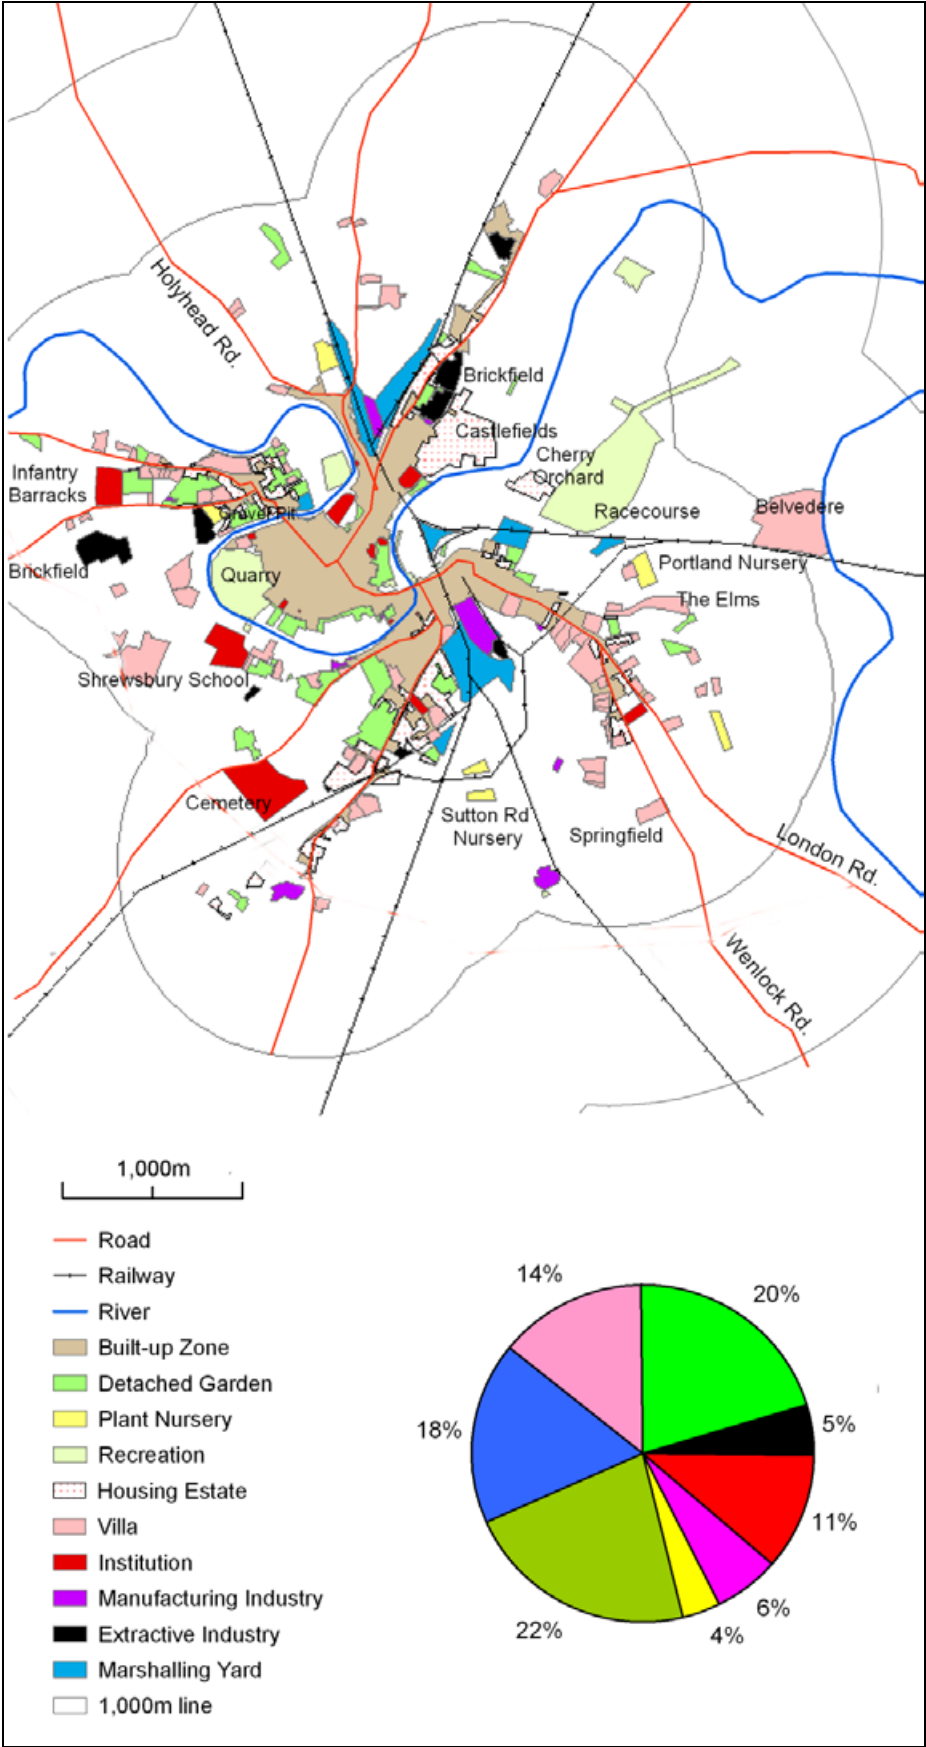 Holyhead Rd.
Brickfield
Castlefields
Cherry
Orchard
Infantry
Barracks
Gravel Pit
Racecourse
Belvedere
Brickfield
Quarry
Portland Nursery
The Elms
Shrewsbury School
Cemetery
Sutton Rd
Nursery
Springfield
London Rd.
Wenlock Rd.
1,000m
Road
Railway
River
Built-up Zone
Detached Garden
Plant Nursery
Recreation
Housing Estate
Villa
Institution
Manufacturing Industry
Extractive Industry
Marshalling Yard
1,000m line
14%
20%
5%
18%
11%
6%
22%
4%